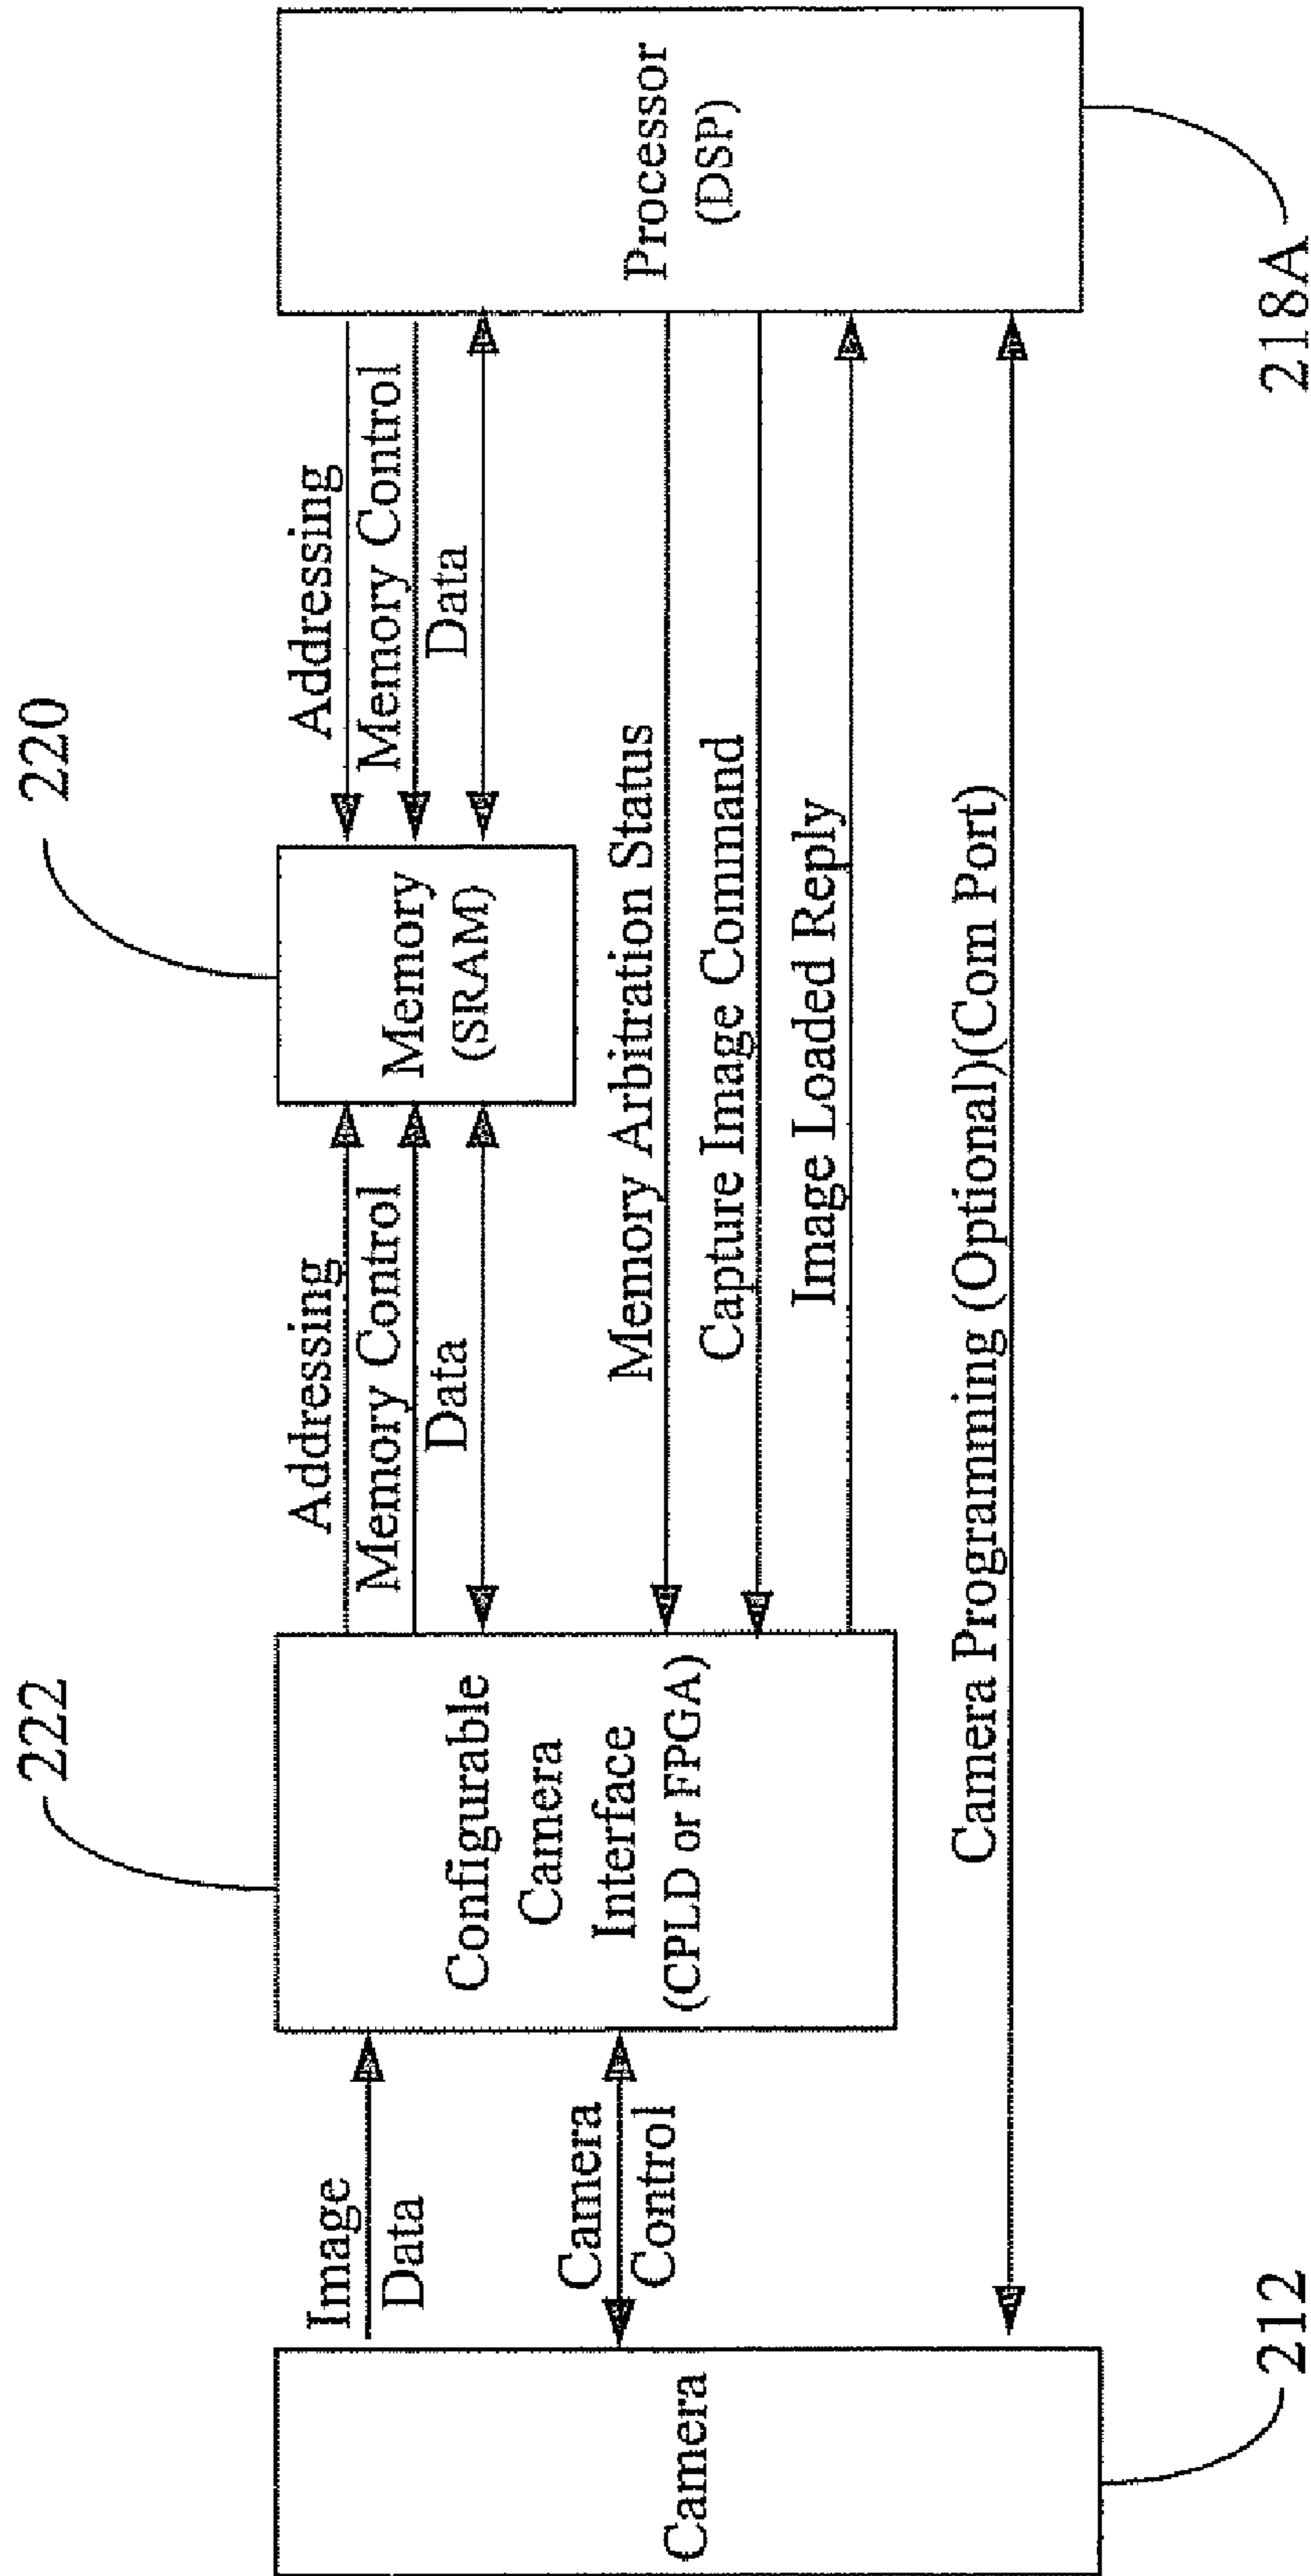 222
220
Image
Data
Camera
Control
Camera
212
Configurable
Camera
Interface
(CPLD or FPGA)
Addressing
Memory Control
Data
Memory
(SRAM)
Addressing
Memory Control
Data
Memory Arbitration Status
Capture Image Command
Image Loaded Reply
Camera Programming (Optional)(Com Port)
Processor
(DSP)
218A